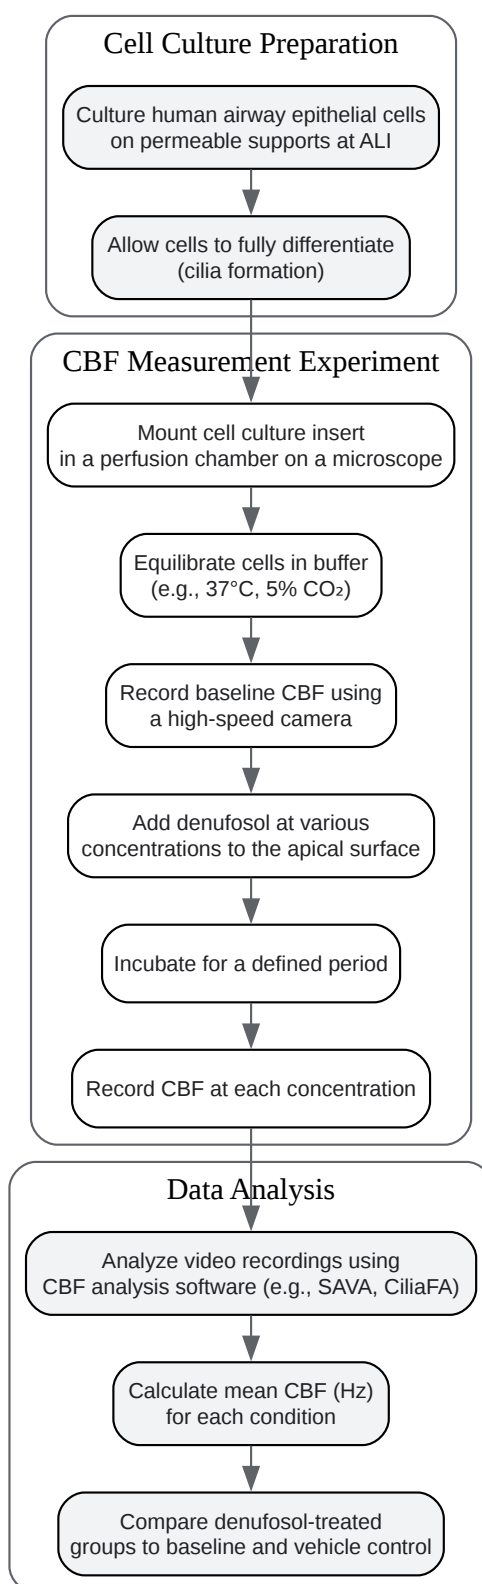 Cell Culture Preparation
Culture human airway epithelial cells
on permeable supports at ALI
Allow cells to fully differentiate
(cilia formation)
CBF Measurement Experiment
Mount cell culture insert
in a perfusion chamber on a microscope
Equilibrate cells in buffer
(e.g., 37°C, 5% CO₂)
Record baseline CBF using
a high-speed camera
Add denufosol at various
concentrations to the apical surface
Incubate for a defined period
Record CBF at each concentration
Data Analysis
Analyze video recordings using
CBF analysis software (e.g., SAVA, CiliaFA)
Calculate mean CBF (Hz)
for each condition
Compare denufosol-treated
groups to baseline and vehicle control